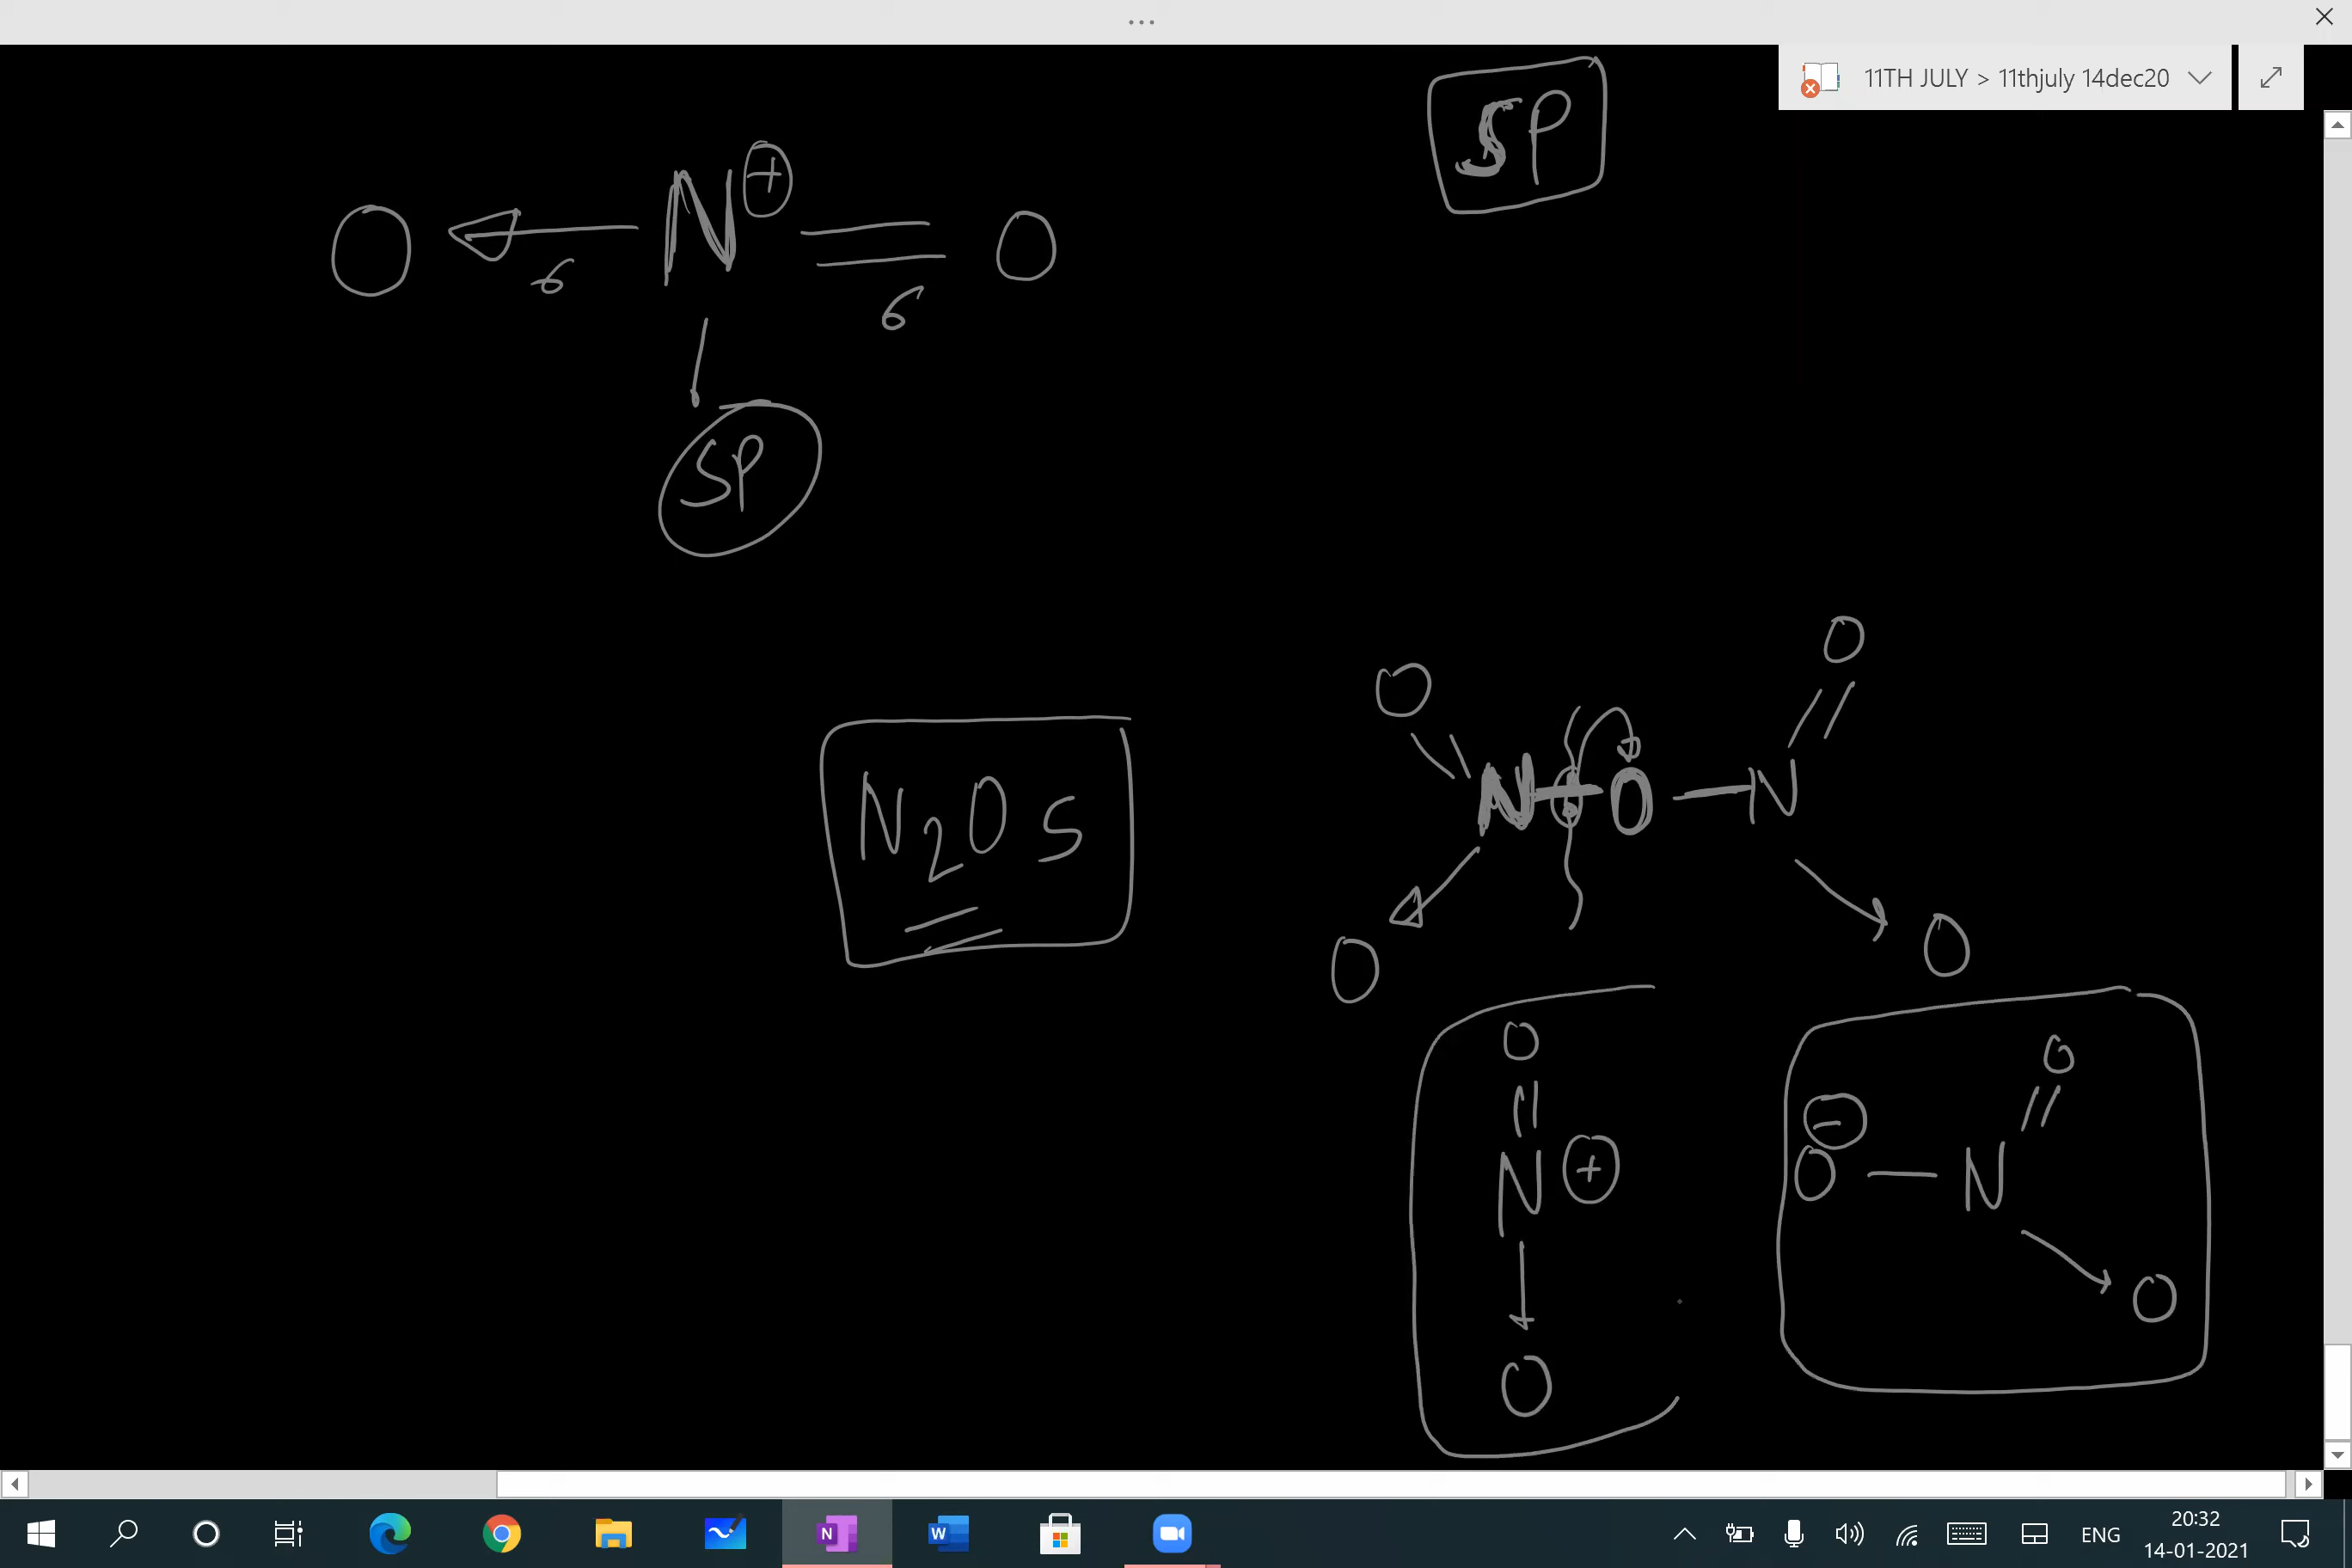 11TH JULY > 11thjuly 14dec20
SP
O ← N⊕ = O
σ σ
SP
N₂O₅
O O
N O — N
O O
O O
N ⊕ ⊖
O — N
O O
ENG
20:32
14-01-2021